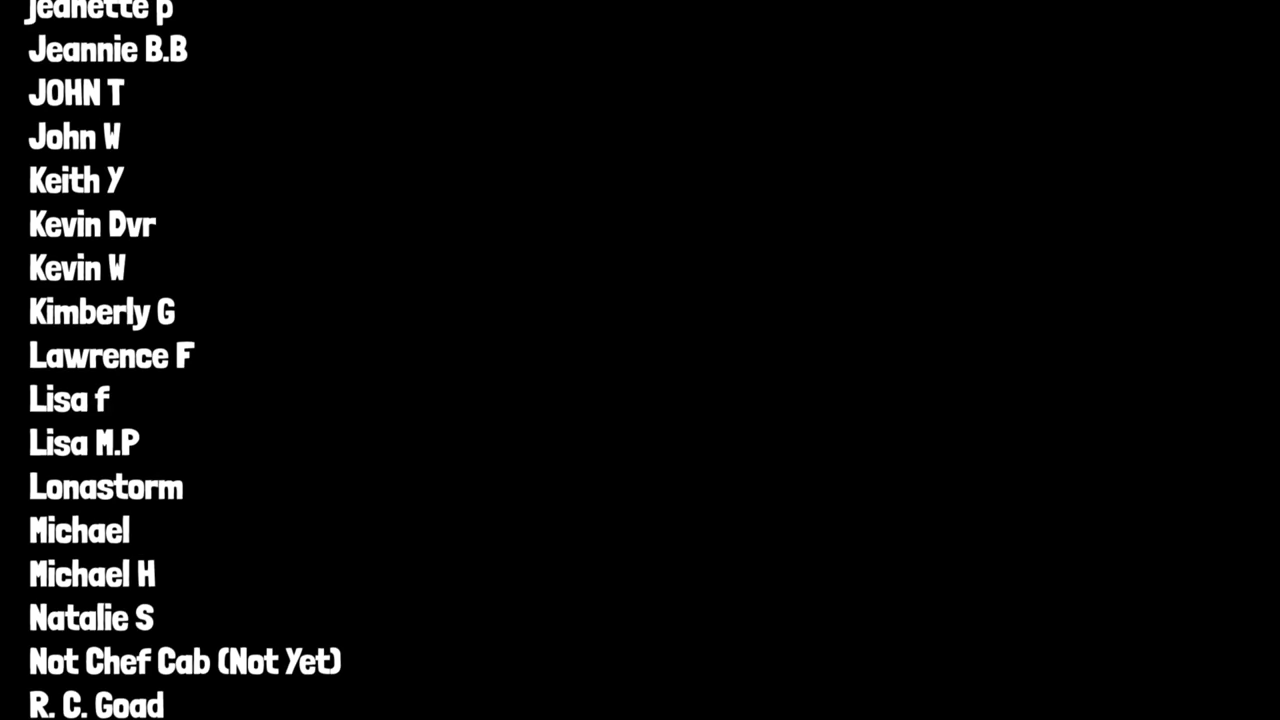 jeanette p
Jeannie B.B
JOHN T
John W
Keith Y
Kevin Dvr
Kevin W
Kimberly G
Lawrence F
Lisa f
Lisa M.P
Lonastorm
Michael
Michael H
Natalie S
Not Chef Cab (Not Yet)
R. C. Goad